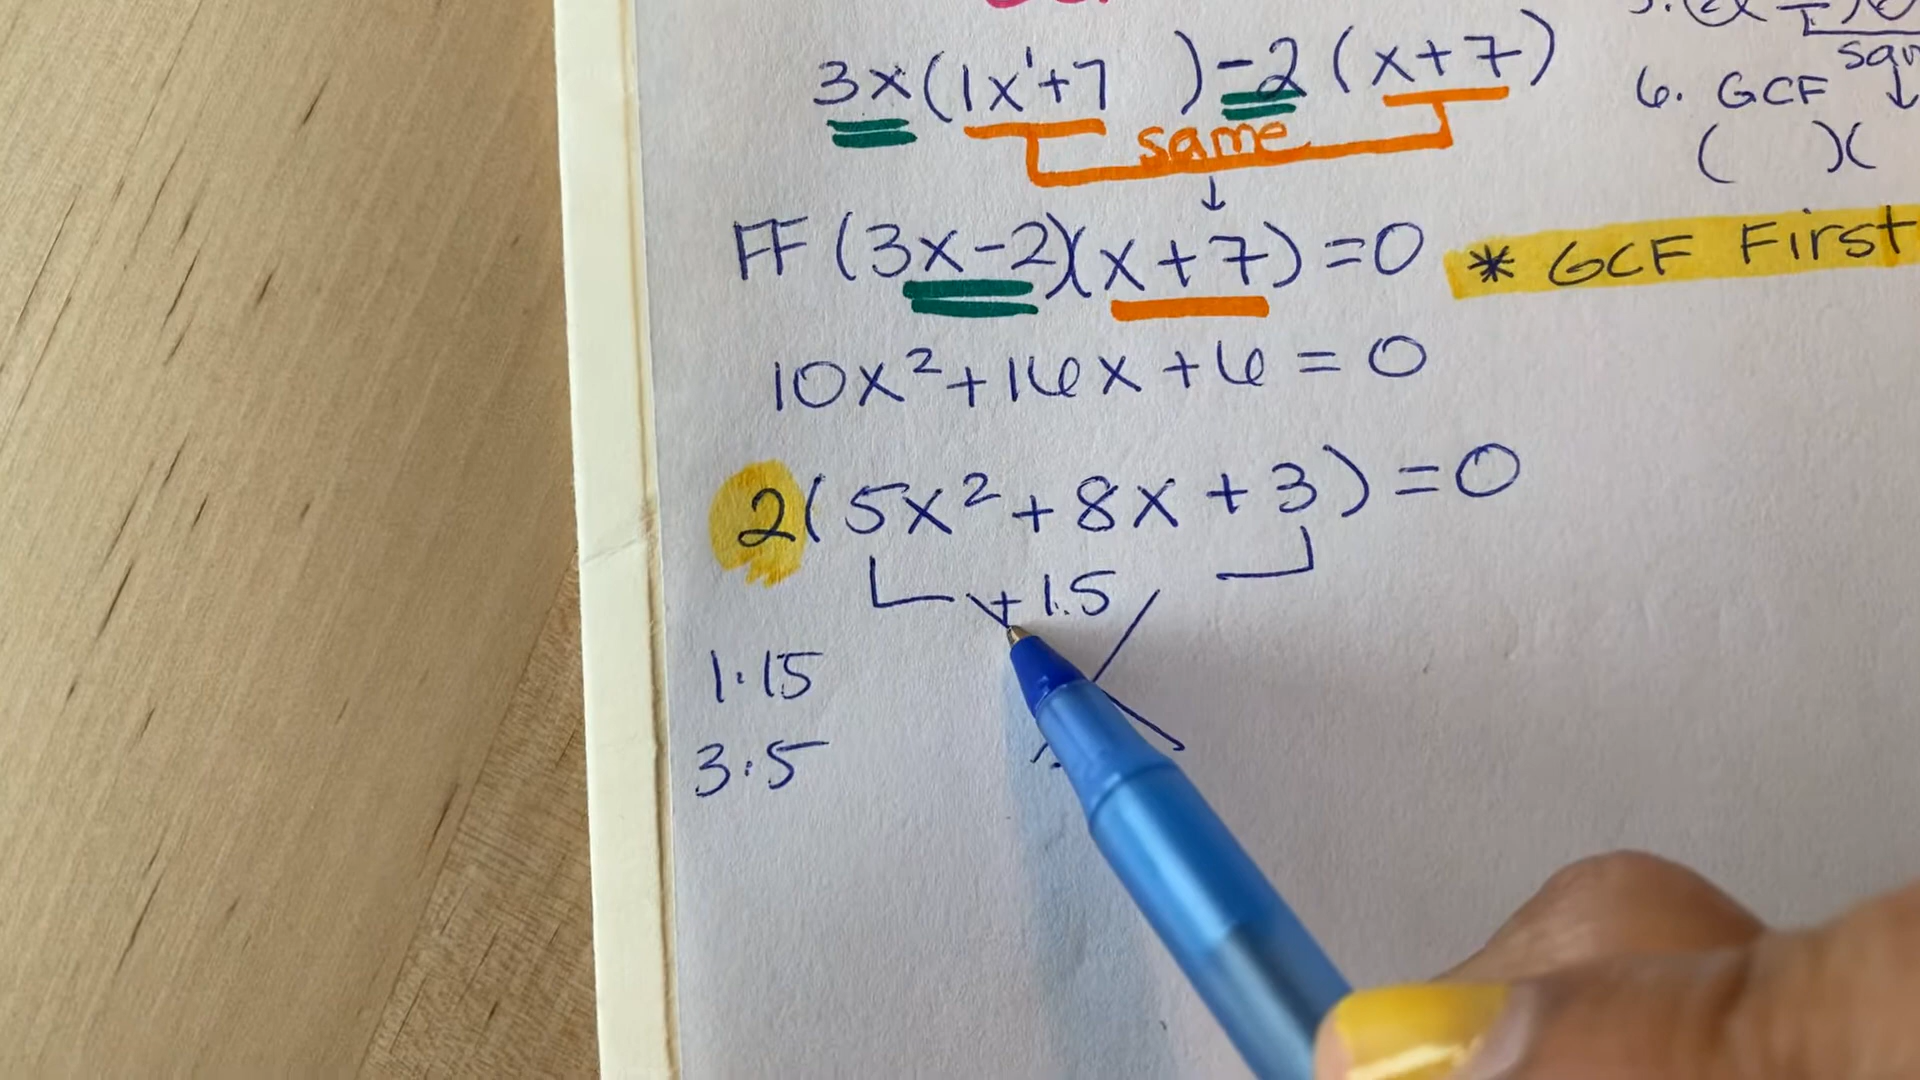 3x(1x¹+7 )-2(x+7)
same
↓
FF (3x-2)(x+7)=0
* GCF First
10x²+16x+6=0
2(5x²+8x+3)=0
+15
1·15
3·5
6. GCF
( )(